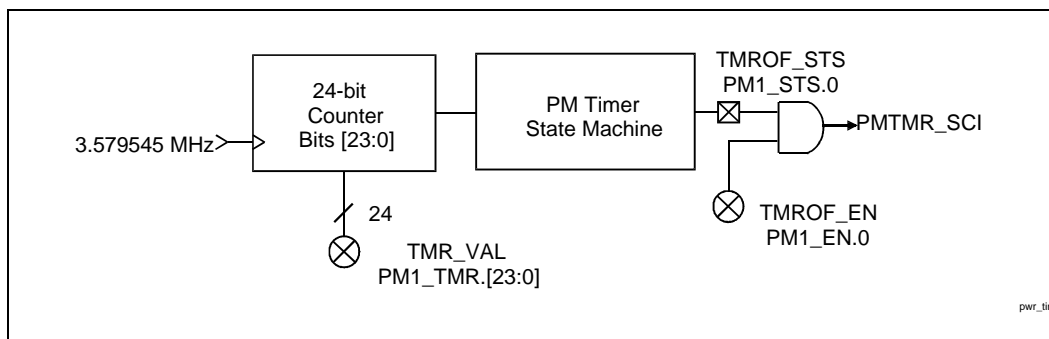 3.579545 MHz
24-bit
Counter
Bits [23:0]
24
TMR_VAL
PM1_TMR.[23:0]
PM Timer
State Machine
TMROF_STS
PM1_STS.0
PMTMR_SCI
TMROF_EN
PM1_EN.0